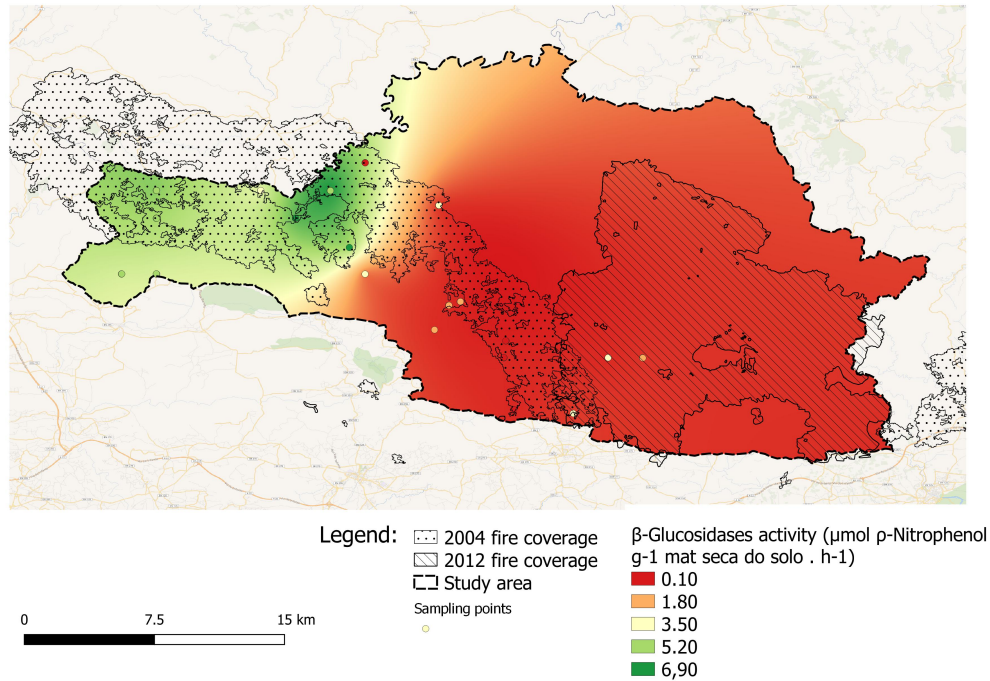 Legend:
2004 fire coverage
2012 fire coverage
Study area
Sampling points
β-Glucosidases activity (μmol ρ-Nitrophenol
g-1 mat seca do solo . h-1)
0.10
1.80
3.50
5.20
6,90
0
7.5
15 km